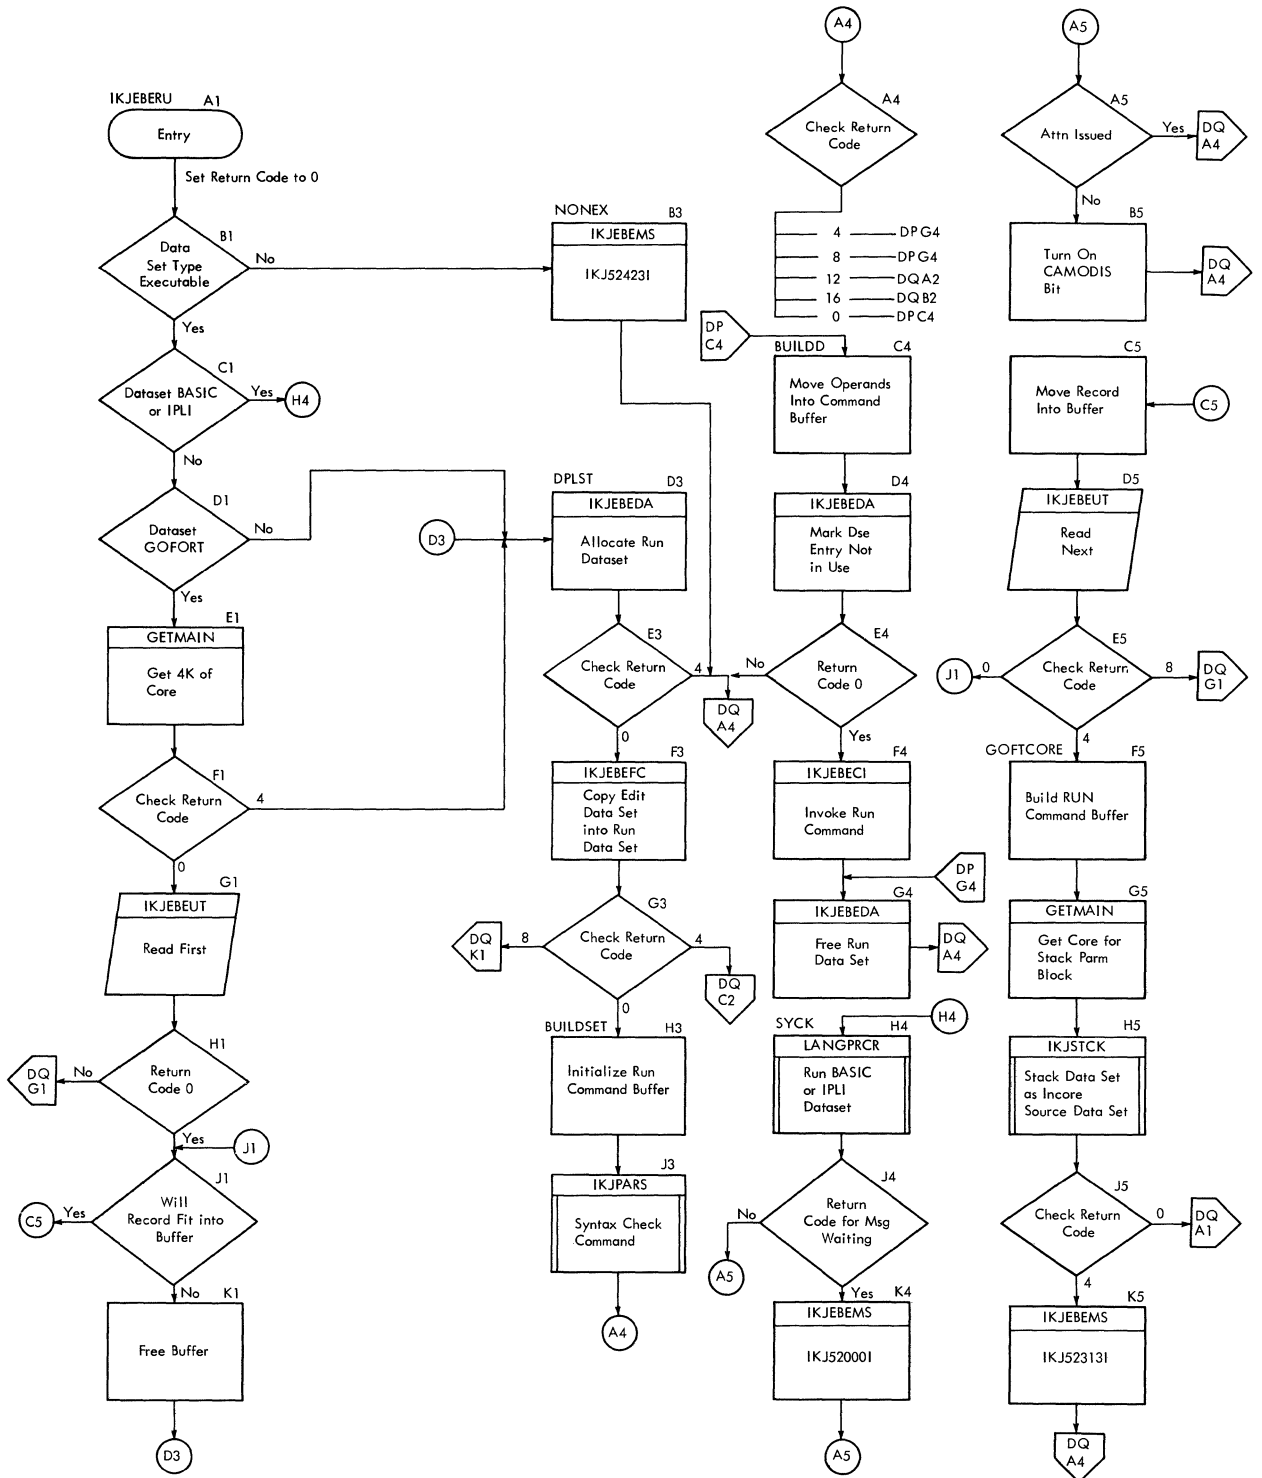 IKJEBERU A1
Entry
Set Return Code to 0
B1
Data
Set Type
Executable
No
Yes
C1
Dataset BASIC
or IPLI
Yes
H4
No
D1
Dataset
GOFORT
No
Yes
E1
GETMAIN
Get 4K of
Core
F1
Check Return
Code
4
0
G1
IKJEBEUT
Read First
H1
Return
Code 0
No
DQ
G1
Yes
J1
J1
Will
Record Fit into
Buffer
Yes
C5
No
K1
Free Buffer
D3
NONEX B3
IKJEBEMS
IKJ52423I
DPLST D3
IKJEBEDA
Allocate Run
Dataset
D3
E3
Check Return
Code
4
DQ
A4
0
F3
IKJEBEFC
Copy Edit
Data Set
into Run
Data Set
G3
Check Return
Code
8
DQ
K1
4
DQ
C2
0
BUILDSET H3
Initialize Run
Command Buffer
J3
IKJPARS
Syntax Check
Command
A4
A4
A4
Check Return
Code
4 DPG4
8 DPG4
12 DQA2
16 DQB2
0 DPC4
DP
C4
BUILDD C4
Move Operands
Into Command
Buffer
D4
IKJEBEDA
Mark Dse
Entry Not
in Use
E4
Return
Code 0
No
Yes
F4
IKJEBECI
Invoke Run
Command
DP
G4
G4
IKJEBEDA
Free Run
Data Set
DQ
A4
H4
SYCK H4
LANGPRCR
Run BASIC
or IPLI
Dataset
J4
Return
Code for Msg
Waiting
No
A5
Yes
K4
IKJEBEMS
IKJ52000I
A5
A5
A5
Attn Issued
Yes
DQ
A4
No
B5
Turn On
CAMODIS
Bit
DQ
A4
C5
Move Record
Into Buffer
C5
D5
IKJEBEUT
Read
Next
E5
Check Return
Code
0
J1
8
DQ
G1
4
GOFTCORE F5
Build RUN
Command Buffer
G5
GETMAIN
Get Core for
Stack Parm
Block
H5
IKJSTCK
Stack Data Set
as Incore
Source Data Set
J5
Check Return
Code
0
DQ
A1
4
K5
IKJEBEMS
IKJ52313I
DQ
A4